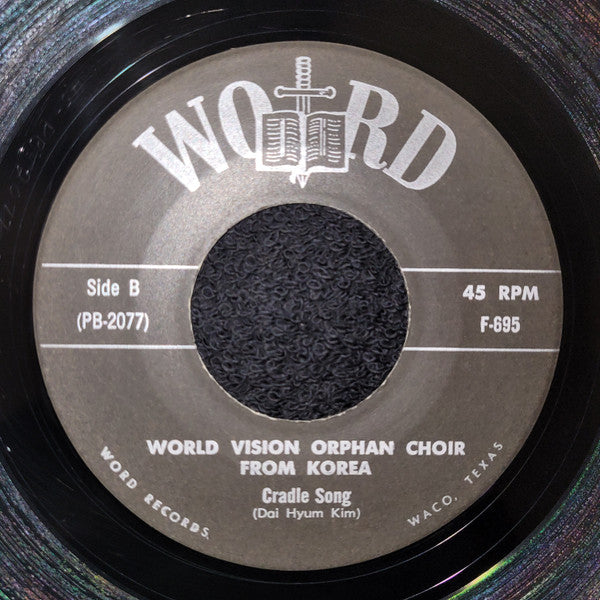 WORD
Side B
(PB-2077)
45 RPM
F-695
WORLD VISION ORPHAN CHOIR
FROM KOREA
Cradle Song
(Dai Hyum Kim)
WORD RECORDS,
WACO, TEXAS